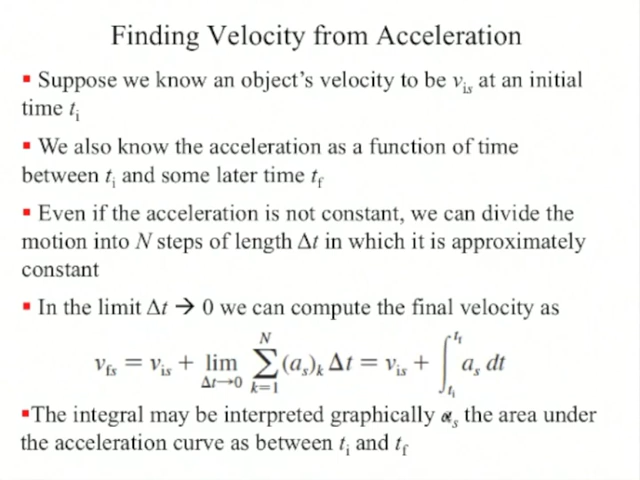 Finding Velocity from Acceleration
▪ Suppose we know an object's velocity to be v_is at an initial
time t_i
▪ We also know the acceleration as a function of time
between t_i and some later time t_f
▪ Even if the acceleration is not constant, we can divide the
motion into N steps of length Δt in which it is approximately
constant
▪ In the limit Δt → 0 we can compute the final velocity as
v_fs = v_is + lim_{Δt→0} ∑_{k=1}^{N} (a_s)_k Δt = v_is + ∫_{t_i}^{t_f} a_s dt
▪The integral may be interpreted graphically as the area under
the acceleration curve as between t_i and t_f